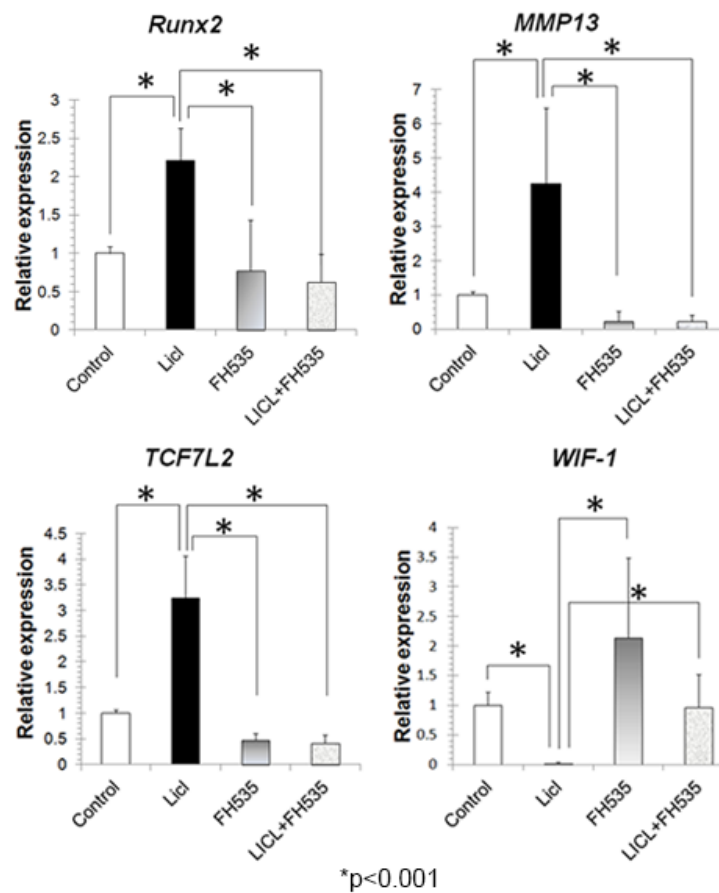 Runx2
*
*
*
Relative expression
3
2.5
2
1.5
1
0.5
0
Control
Licl
FH535
LICL+FH535
MMP13
*
*
*
Relative expression
7
6
5
4
3
2
1
0
Control
Licl
FH535
LICL+FH535
TCF7L2
*
*
*
Relative expression
4.5
4
3.5
3
2.5
2
1.5
1
0.5
0
Control
Licl
FH535
LICL+FH535
WIF-1
*
*
*
Relative expression
4
3.5
3
2.5
2
1.5
1
0.5
0
Control
Licl
FH535
LICL+FH535
*p<0.001